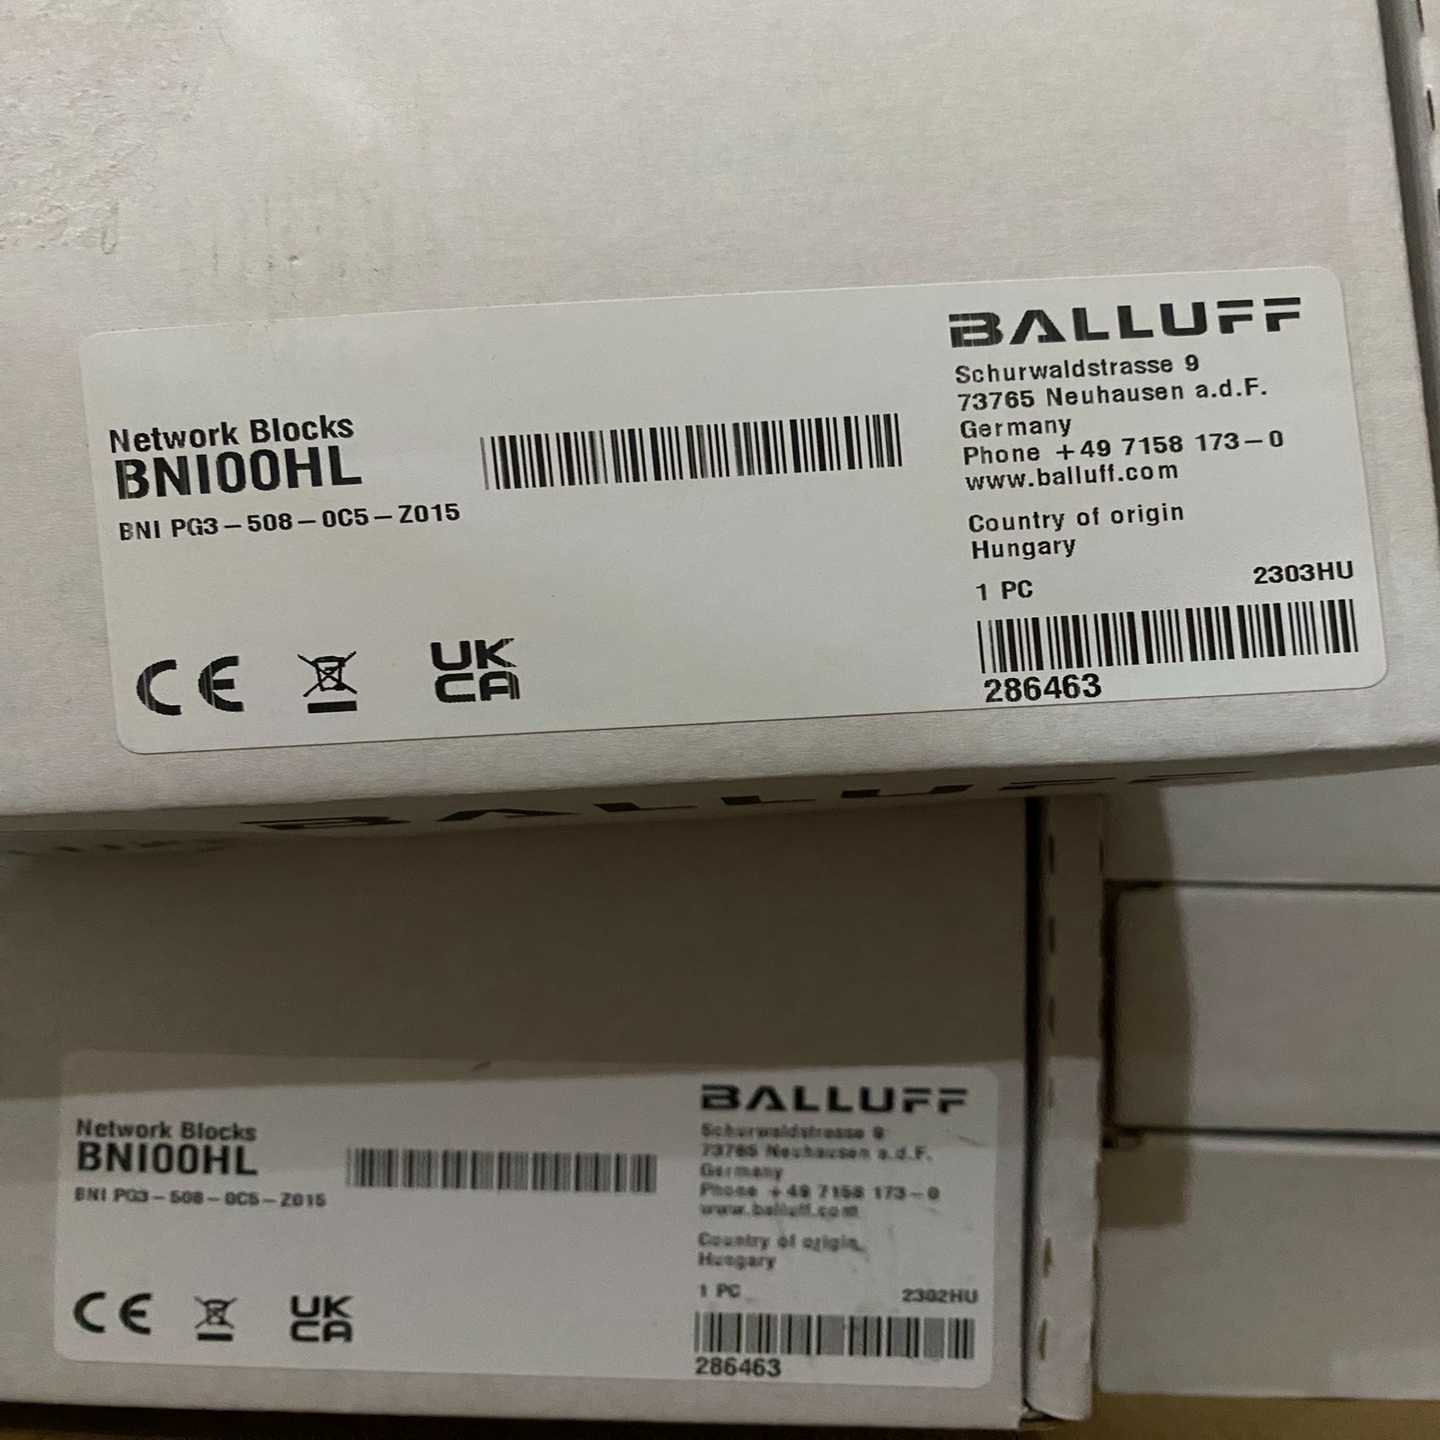 BALLUFF
Schurwaldstrasse 9
73765 Neuhausen a.d.F.
Germany
Phone +49 7158 173-0
www.balluff.com
Country of origin
Hungary
1 PC 2303HU
286463
Network Blocks
BNI00HL
BNI PG3-508-0C5-Z015
CE
UK
CA
BALLUFF
Network Blocks
BNI00HL
BNI PG3-508-0C5-Z015
CE
UK
CA
BALLUFF
Schurwaldstrasse 9
73765 Neuhausen a.d.F.
Germany
Phone +49 7158 173-0
www.balluff.com
Country of origin
Hungary
1 PC 2302HU
286463